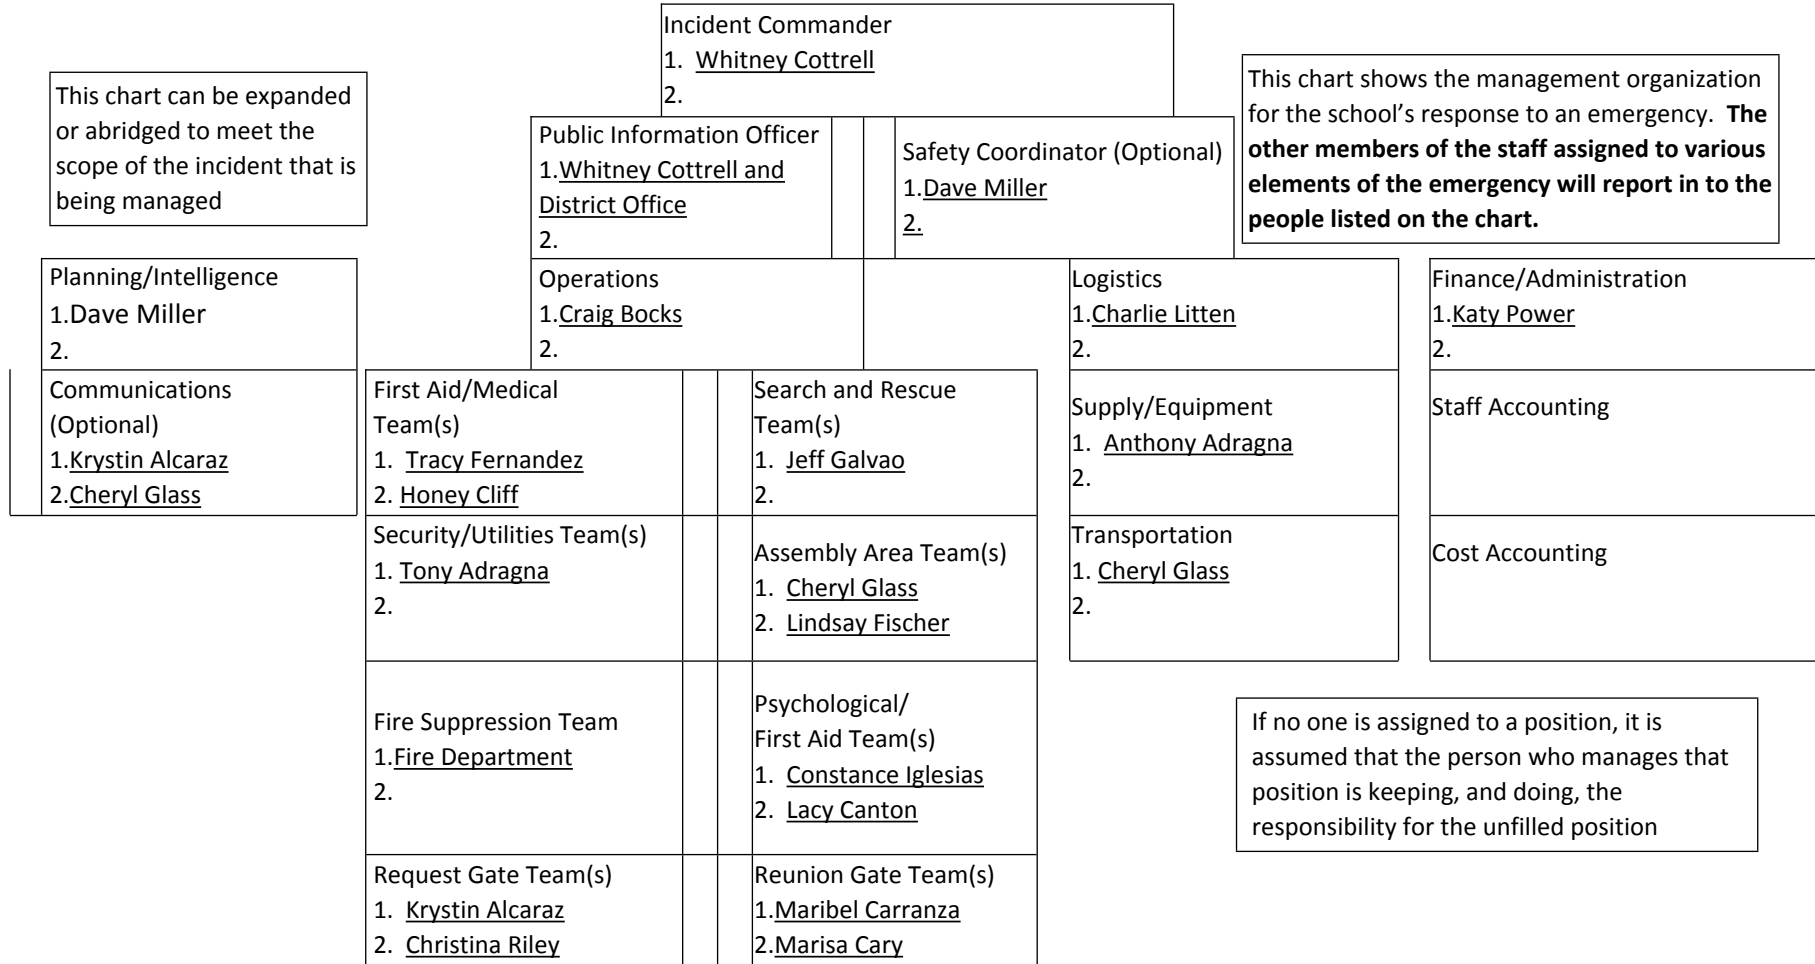 Incident Commander
1. Whitney Cottrell
2.
This chart can be expanded
or abridged to meet the
scope of the incident that is
being managed
Public Information Officer
1.Whitney Cottrell and
District Office
2.
Safety Coordinator (Optional)
1.Dave Miller
2.
This chart shows the management organization
for the school’s response to an emergency. The
other members of the staff assigned to various
elements of the emergency will report in to the
people listed on the chart.
Planning/Intelligence
1.Dave Miller
2.
Operations
1.Craig Bocks
2.
Logistics
1.Charlie Litten
2.
Finance/Administration
1.Katy Power
2.
Communications
(Optional)
1.Krystin Alcaraz
2.Cheryl Glass
First Aid/Medical
Team(s)
1. Tracy Fernandez
2. Honey Cliff
Search and Rescue
Team(s)
1. Jeff Galvao
2.
Supply/Equipment
1. Anthony Adragna
2.
Staff Accounting
Security/Utilities Team(s)
1. Tony Adragna
2.
Assembly Area Team(s)
1. Cheryl Glass
2. Lindsay Fischer
Transportation
1. Cheryl Glass
2.
Cost Accounting
Fire Suppression Team
1.Fire Department
2.
Psychological/
First Aid Team(s)
1. Constance Iglesias
2. Lacy Canton
If no one is assigned to a position, it is
assumed that the person who manages that
position is keeping, and doing, the
responsibility for the unfilled position
Request Gate Team(s)
1. Krystin Alcaraz
2. Christina Riley
Reunion Gate Team(s)
1.Maribel Carranza
2.Marisa Cary